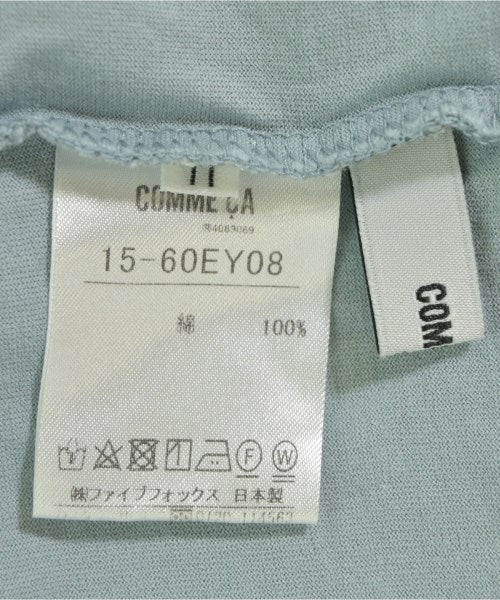 11
COMME ÇA
15-60EY08
綿 100%
F W
㈱ファイブフォックス 日本製
COM